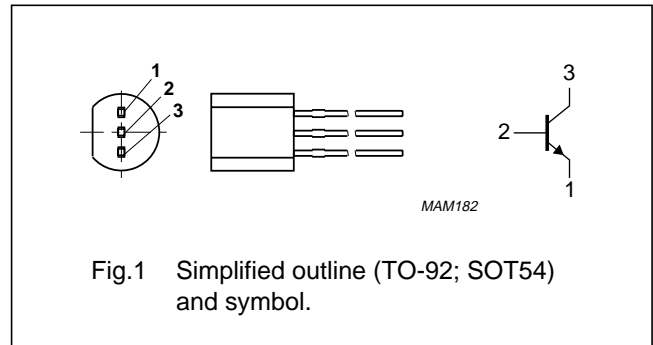 1
2
3
3
2
1
MAM182
Fig.1 Simplified outline (TO-92; SOT54)
and symbol.